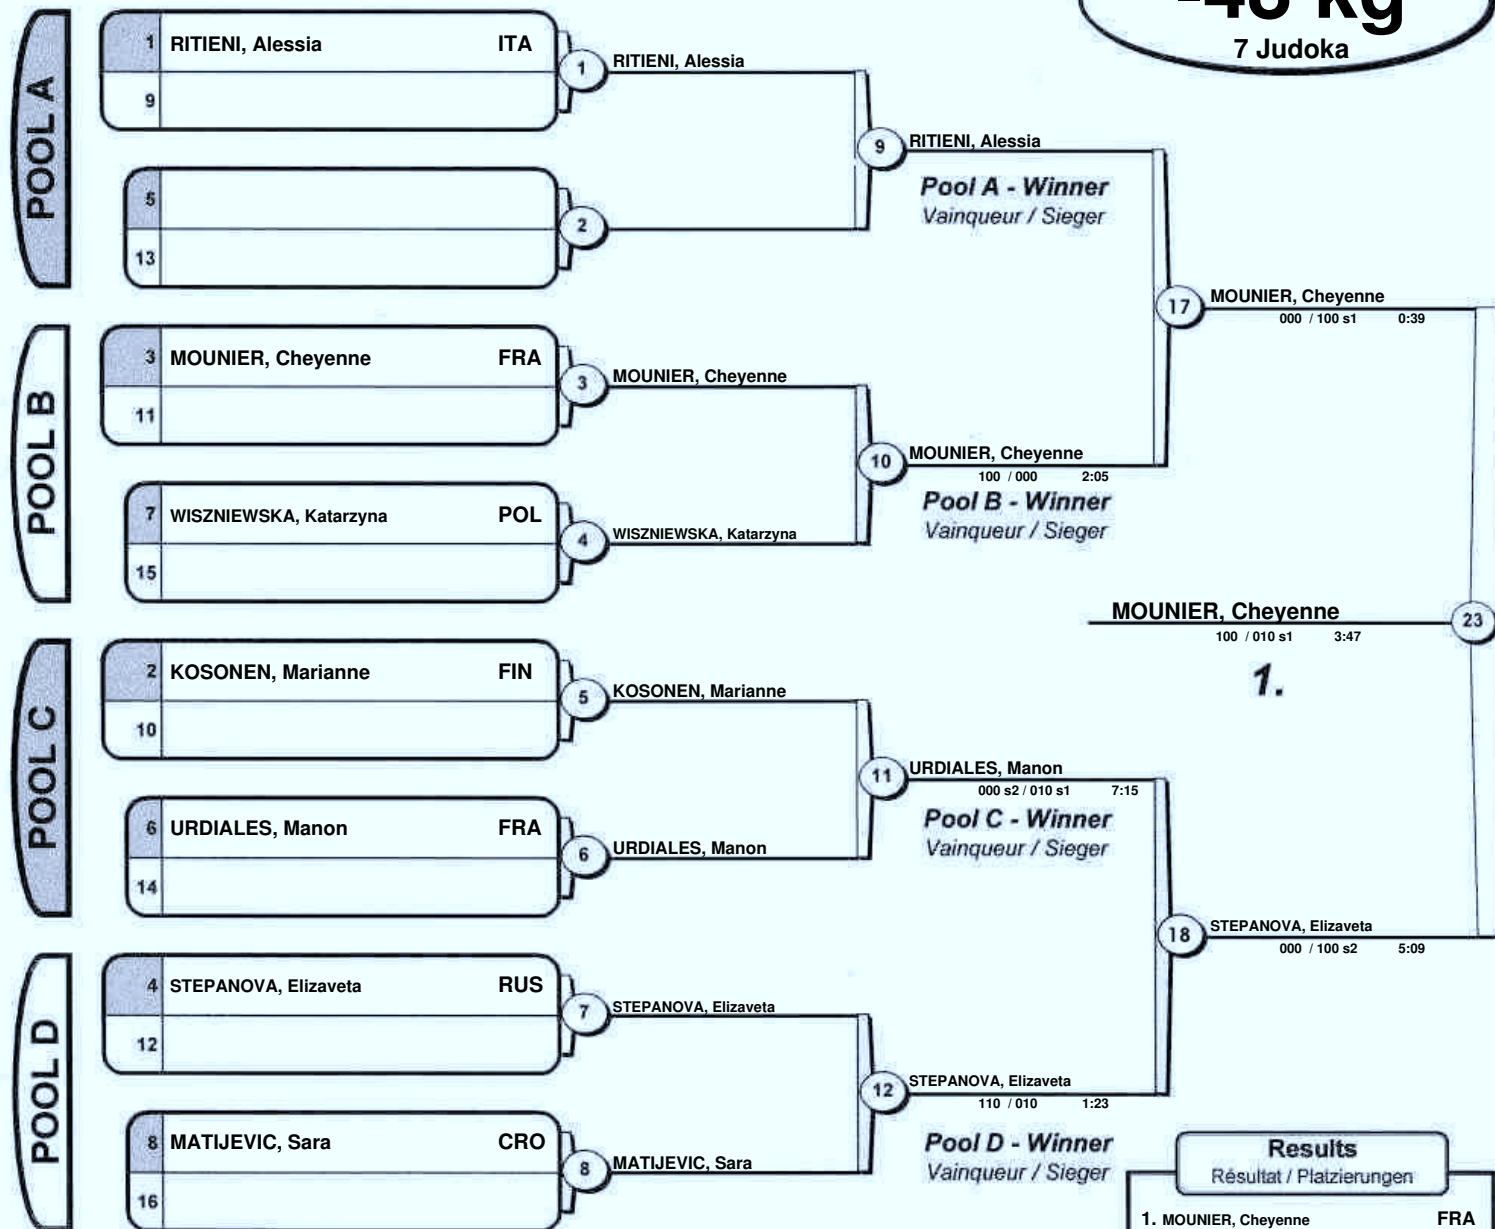 -48 kg
7 Judoka
POOL A
1 RITIENI, Alessia ITA
9
5
13
1 RITIENI, Alessia
2
9 RITIENI, Alessia
Pool A - Winner
Vainqueur / Sieger
POOL B
3 MOUNIER, Cheyenne FRA
11
7 WISZNIEWSKA, Katarzyna POL
15
3 MOUNIER, Cheyenne
4 WISZNIEWSKA, Katarzyna
10 MOUNIER, Cheyenne
100 / 000 2:05
Pool B - Winner
Vainqueur / Sieger
17 MOUNIER, Cheyenne
000 / 100 s1 0:39
MOUNIER, Cheyenne 23
100 / 010 s1 3:47
1.
POOL C
2 KOSONEN, Marianne FIN
10
6 URDIALES, Manon FRA
14
5 KOSONEN, Marianne
6 URDIALES, Manon
11 URDIALES, Manon
000 s2 / 010 s1 7:15
Pool C - Winner
Vainqueur / Sieger
18 STEPANOVA, Elizaveta
000 / 100 s2 5:09
POOL D
4 STEPANOVA, Elizaveta RUS
12
8 MATIJEVIC, Sara CRO
16
7 STEPANOVA, Elizaveta
8 MATIJEVIC, Sara
12 STEPANOVA, Elizaveta
110 / 010 1:23
Pool D - Winner
Vainqueur / Sieger
Results
Résultat / Platzierungen
1. MOUNIER, Cheyenne FRA